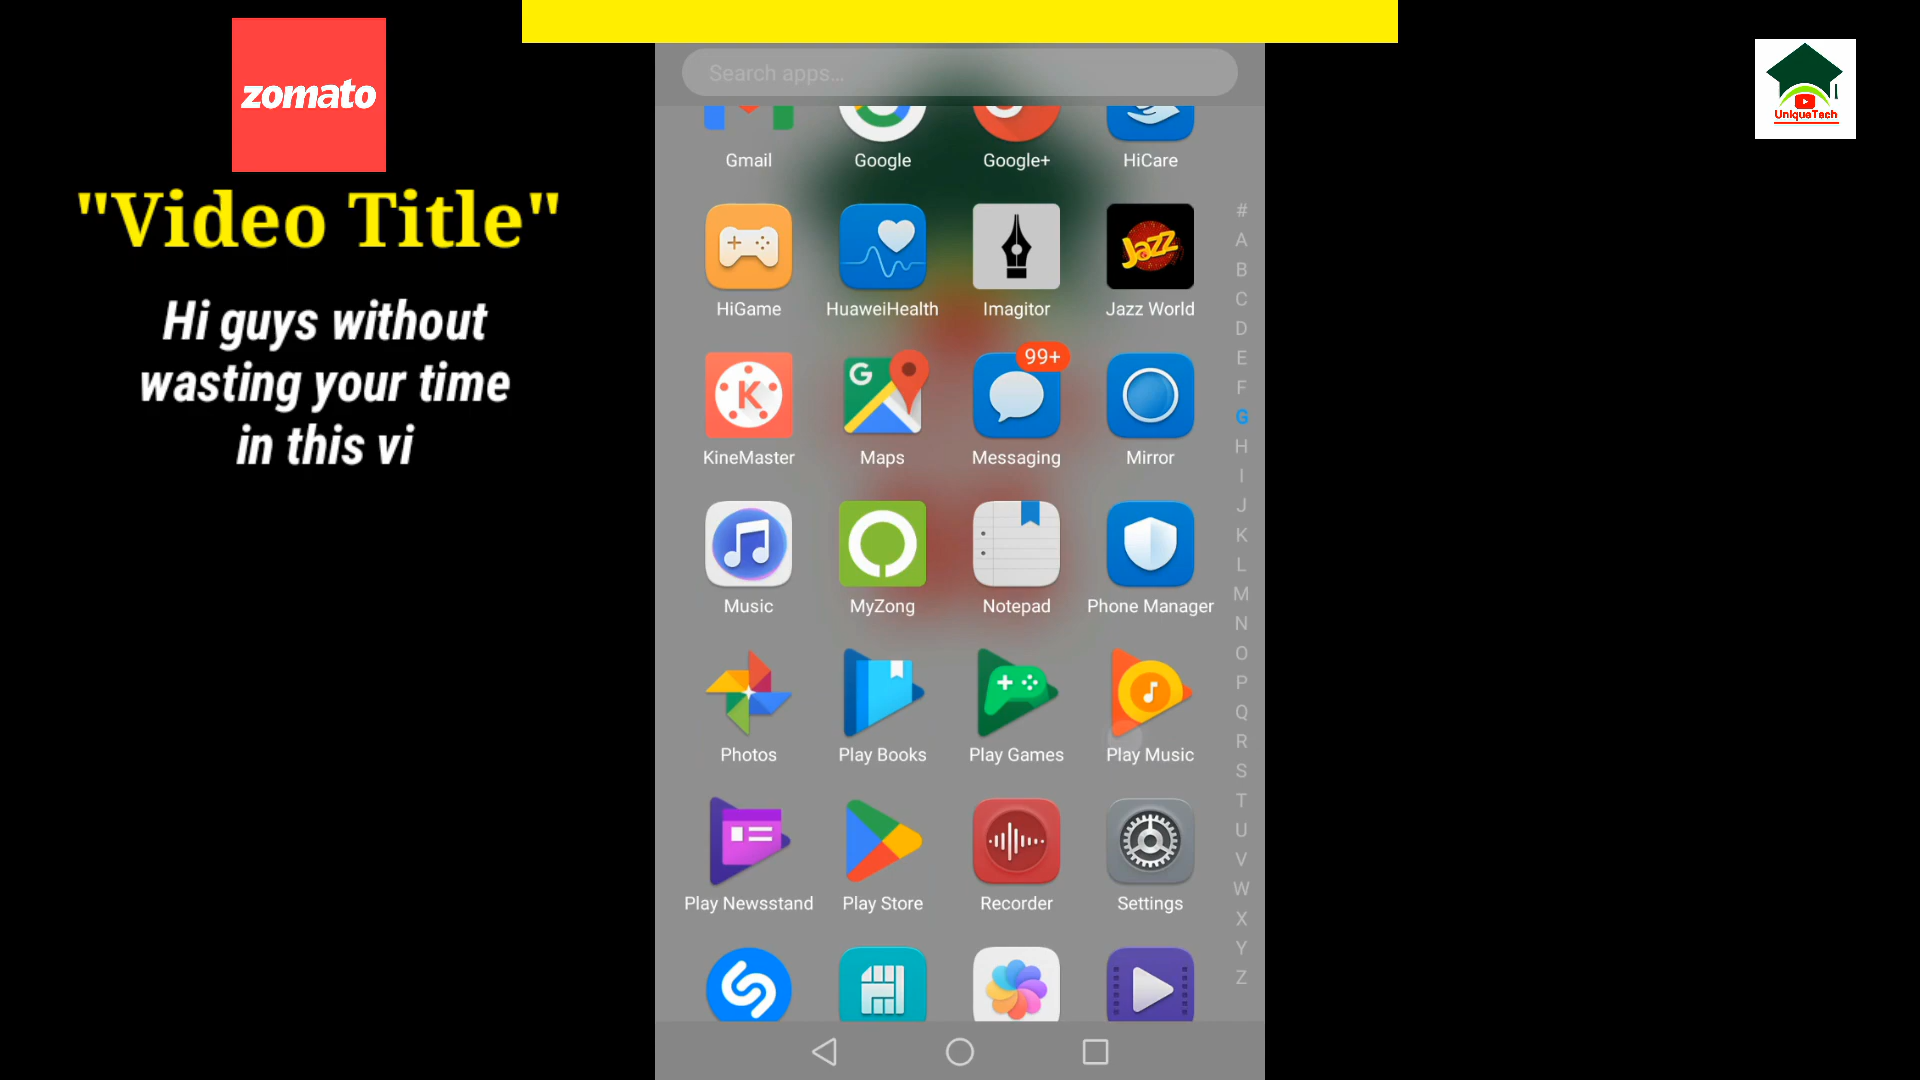 zomato
"Video Title"
Hi guys without
wasting your time
in this vi
Search apps...
Gmail Google Google+ HiCare
HiGame HuaweiHealth Imagitor Jazz World
Jazz
99+
G
K
KineMaster Maps Messaging Mirror
Music MyZong Notepad Phone Manager
Photos Play Books Play Games Play Music
Play Newsstand Play Store Recorder Settings
#
A
B
C
D
E
F
G
H
I
J
K
L
M
N
O
P
Q
R
S
T
U
V
W
X
Y
Z
UniqueTech